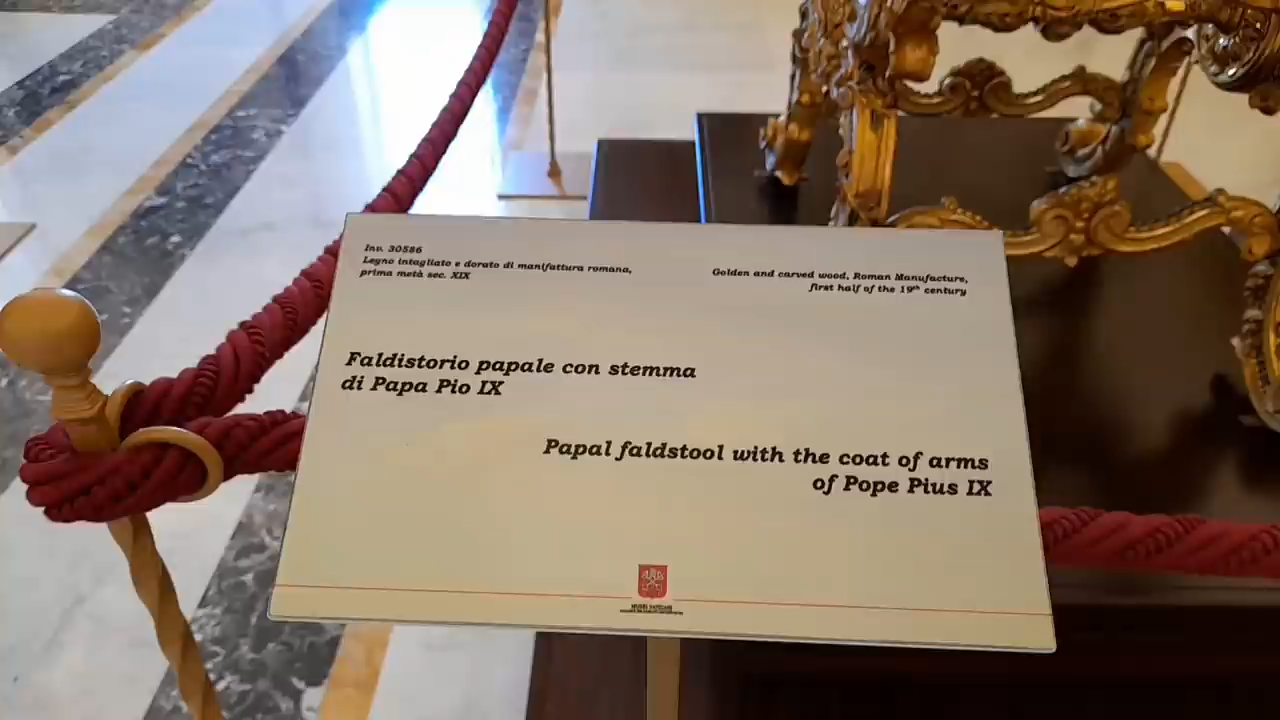 Inv. 30586
Legno intagliato e dorato di manifattura romana,
prima metà sec. XIX
Golden and carved wood, Roman Manufacture,
first half of the 19th century
Faldistorio papale con stemma
di Papa Pio IX
Papal faldstool with the coat of arms
of Pope Pius IX
MUSEI VATICANI